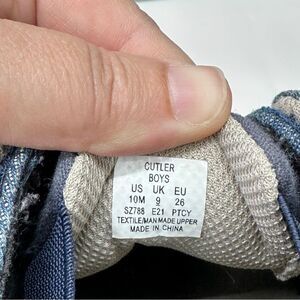 CUTLER
BOYS
US UK EU
10M 9 26
SZ788 E21 PTCY
TEXTILE/MAN MADE UPPER
MADE IN CHINA